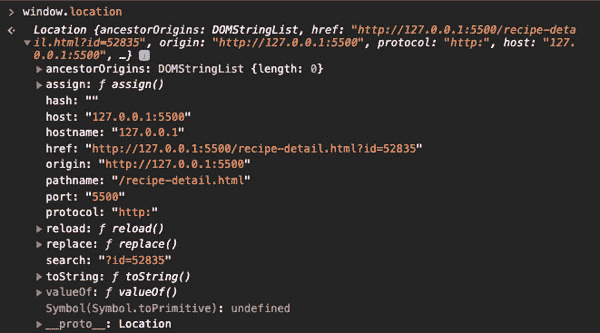 > window.location
Location {ancestorOrigins: DOMStringList, href: "http://127.0.0.1:5500/recipe-deta
il.html?id=52835", origin: "http://127.0.0.1:5500", protocol: "http:", host: "127.
0.0.1:5500", …} i
ancestorOrigins: DOMStringList {length: 0}
assign: ƒ assign()
hash: ""
host: "127.0.0.1:5500"
hostname: "127.0.0.1"
href: "http://127.0.0.1:5500/recipe-detail.html?id=52835"
origin: "http://127.0.0.1:5500"
pathname: "/recipe-detail.html"
port: "5500"
protocol: "http:"
reload: ƒ reload()
replace: ƒ replace()
search: "?id=52835"
toString: ƒ toString()
valueOf: ƒ valueOf()
Symbol(Symbol.toPrimitive): undefined
__proto__: Location